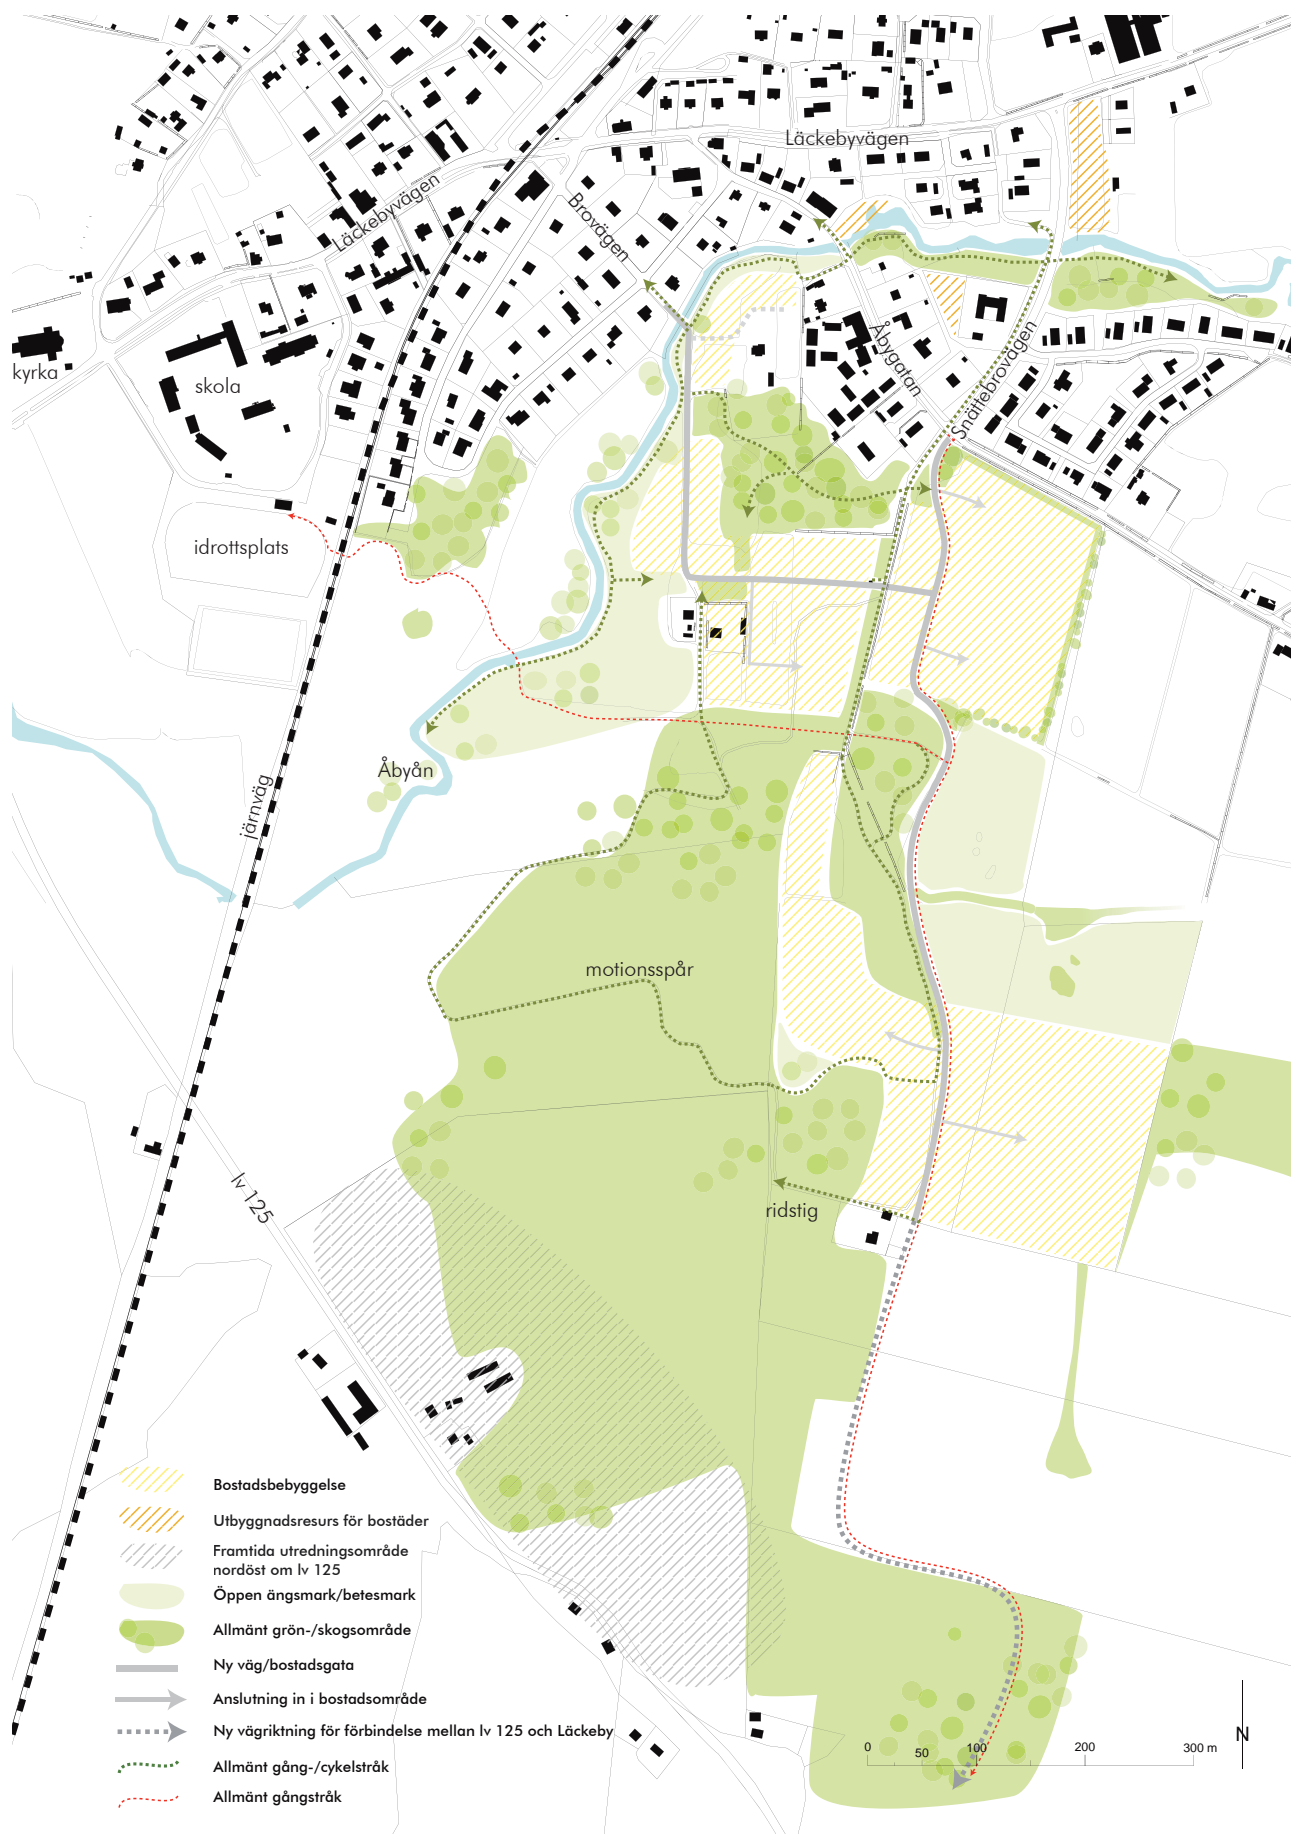 Läckebyvägen
Läckebyvägen
Brovägen
Åbygatan
Snättebrovägen
kyrka
skola
idrottsplats
Åbyån
järnväg
motionsspår
lv 125
ridstig
Bostadsbebyggelse
Utbyggnadsresurs för bostäder
Framtida utredningsområde
nordöst om lv 125
Öppen ängsmark/betesmark
Allmänt grön-/skogsområde
Ny väg/bostadsgata
Anslutning in i bostadsområde
Ny vägriktning för förbindelse mellan lv 125 och Läckeby
Allmänt gång-/cykelstråk
Allmänt gångstråk
0 50 100 200 300 m
N